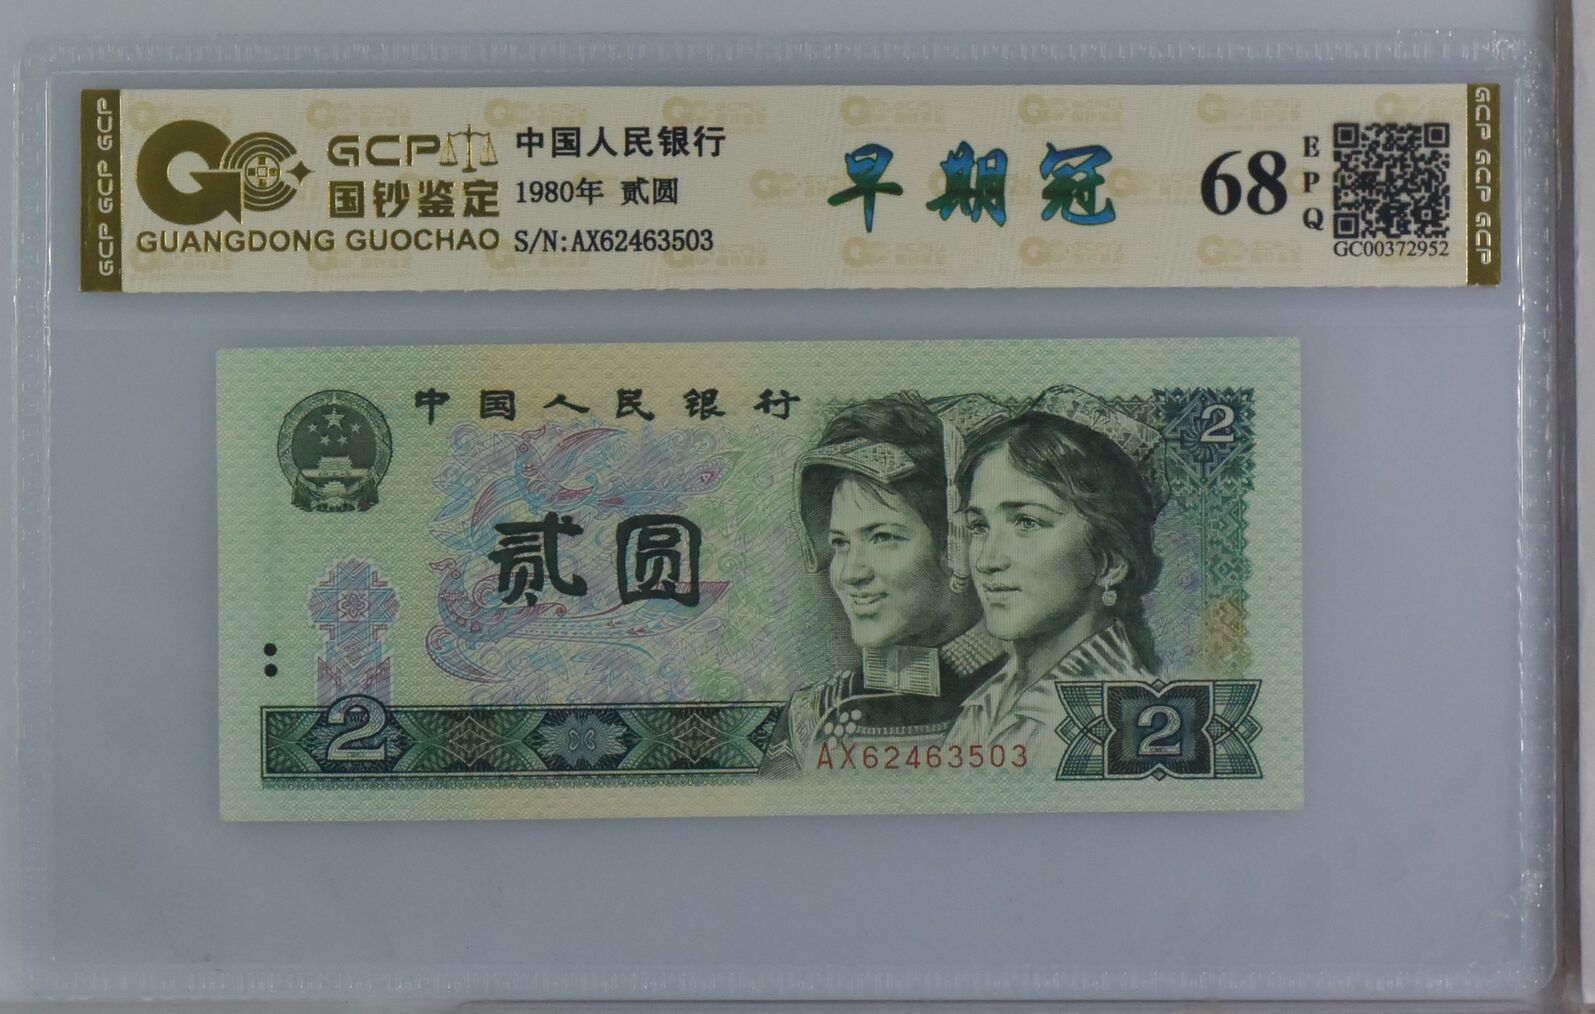 GCP GCP GCP
GCP
国钞鉴定
GUANGDONG GUOCHAO
中国人民银行
1980年 贰圆
S/N:AX62463503
早期冠
68
EPQ
GC00372952
GCP GCP GCP
中国人民银行
2
贰圆
2
2
AX62463503